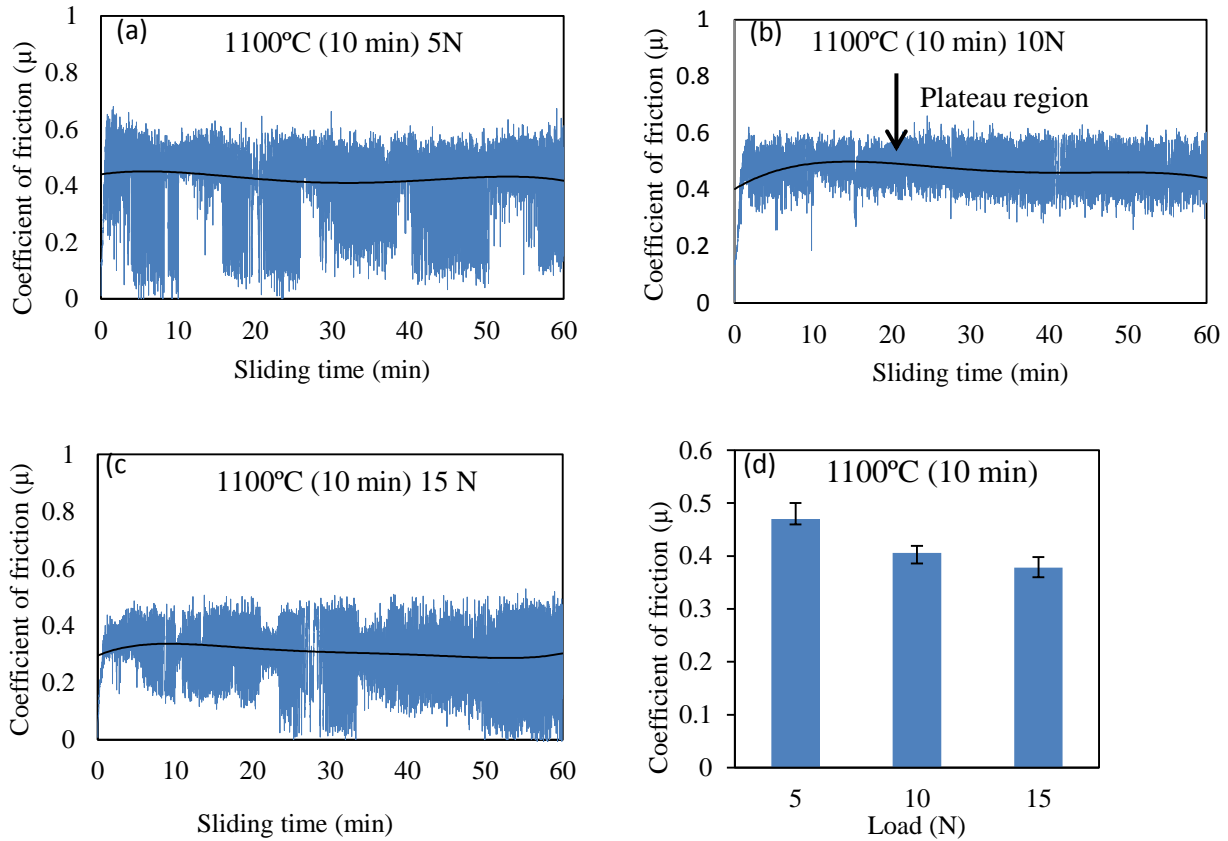 (a)
1100ºC (10 min) 5N
Coefficient of friction (μ)
1
0.8
0.6
0.4
0.2
0
0 10 20 30 40 50 60
Sliding time (min)
(b)
1100ºC (10 min) 10N
Plateau region
Coefficient of friction (μ)
1
0.8
0.6
0.4
0.2
0
0 10 20 30 40 50 60
Sliding time (min)
(c
1100ºC (10 min) 15 N
Coefficient of friction (μ)
1
0.8
0.6
0.4
0.2
0
0 10 20 30 40 50 60
Sliding time (min)
(d)
1100ºC (10 min)
Coefficient of friction (μ)
0.6
0.5
0.4
0.3
0.2
0.1
0
5 10 15
Load (N)